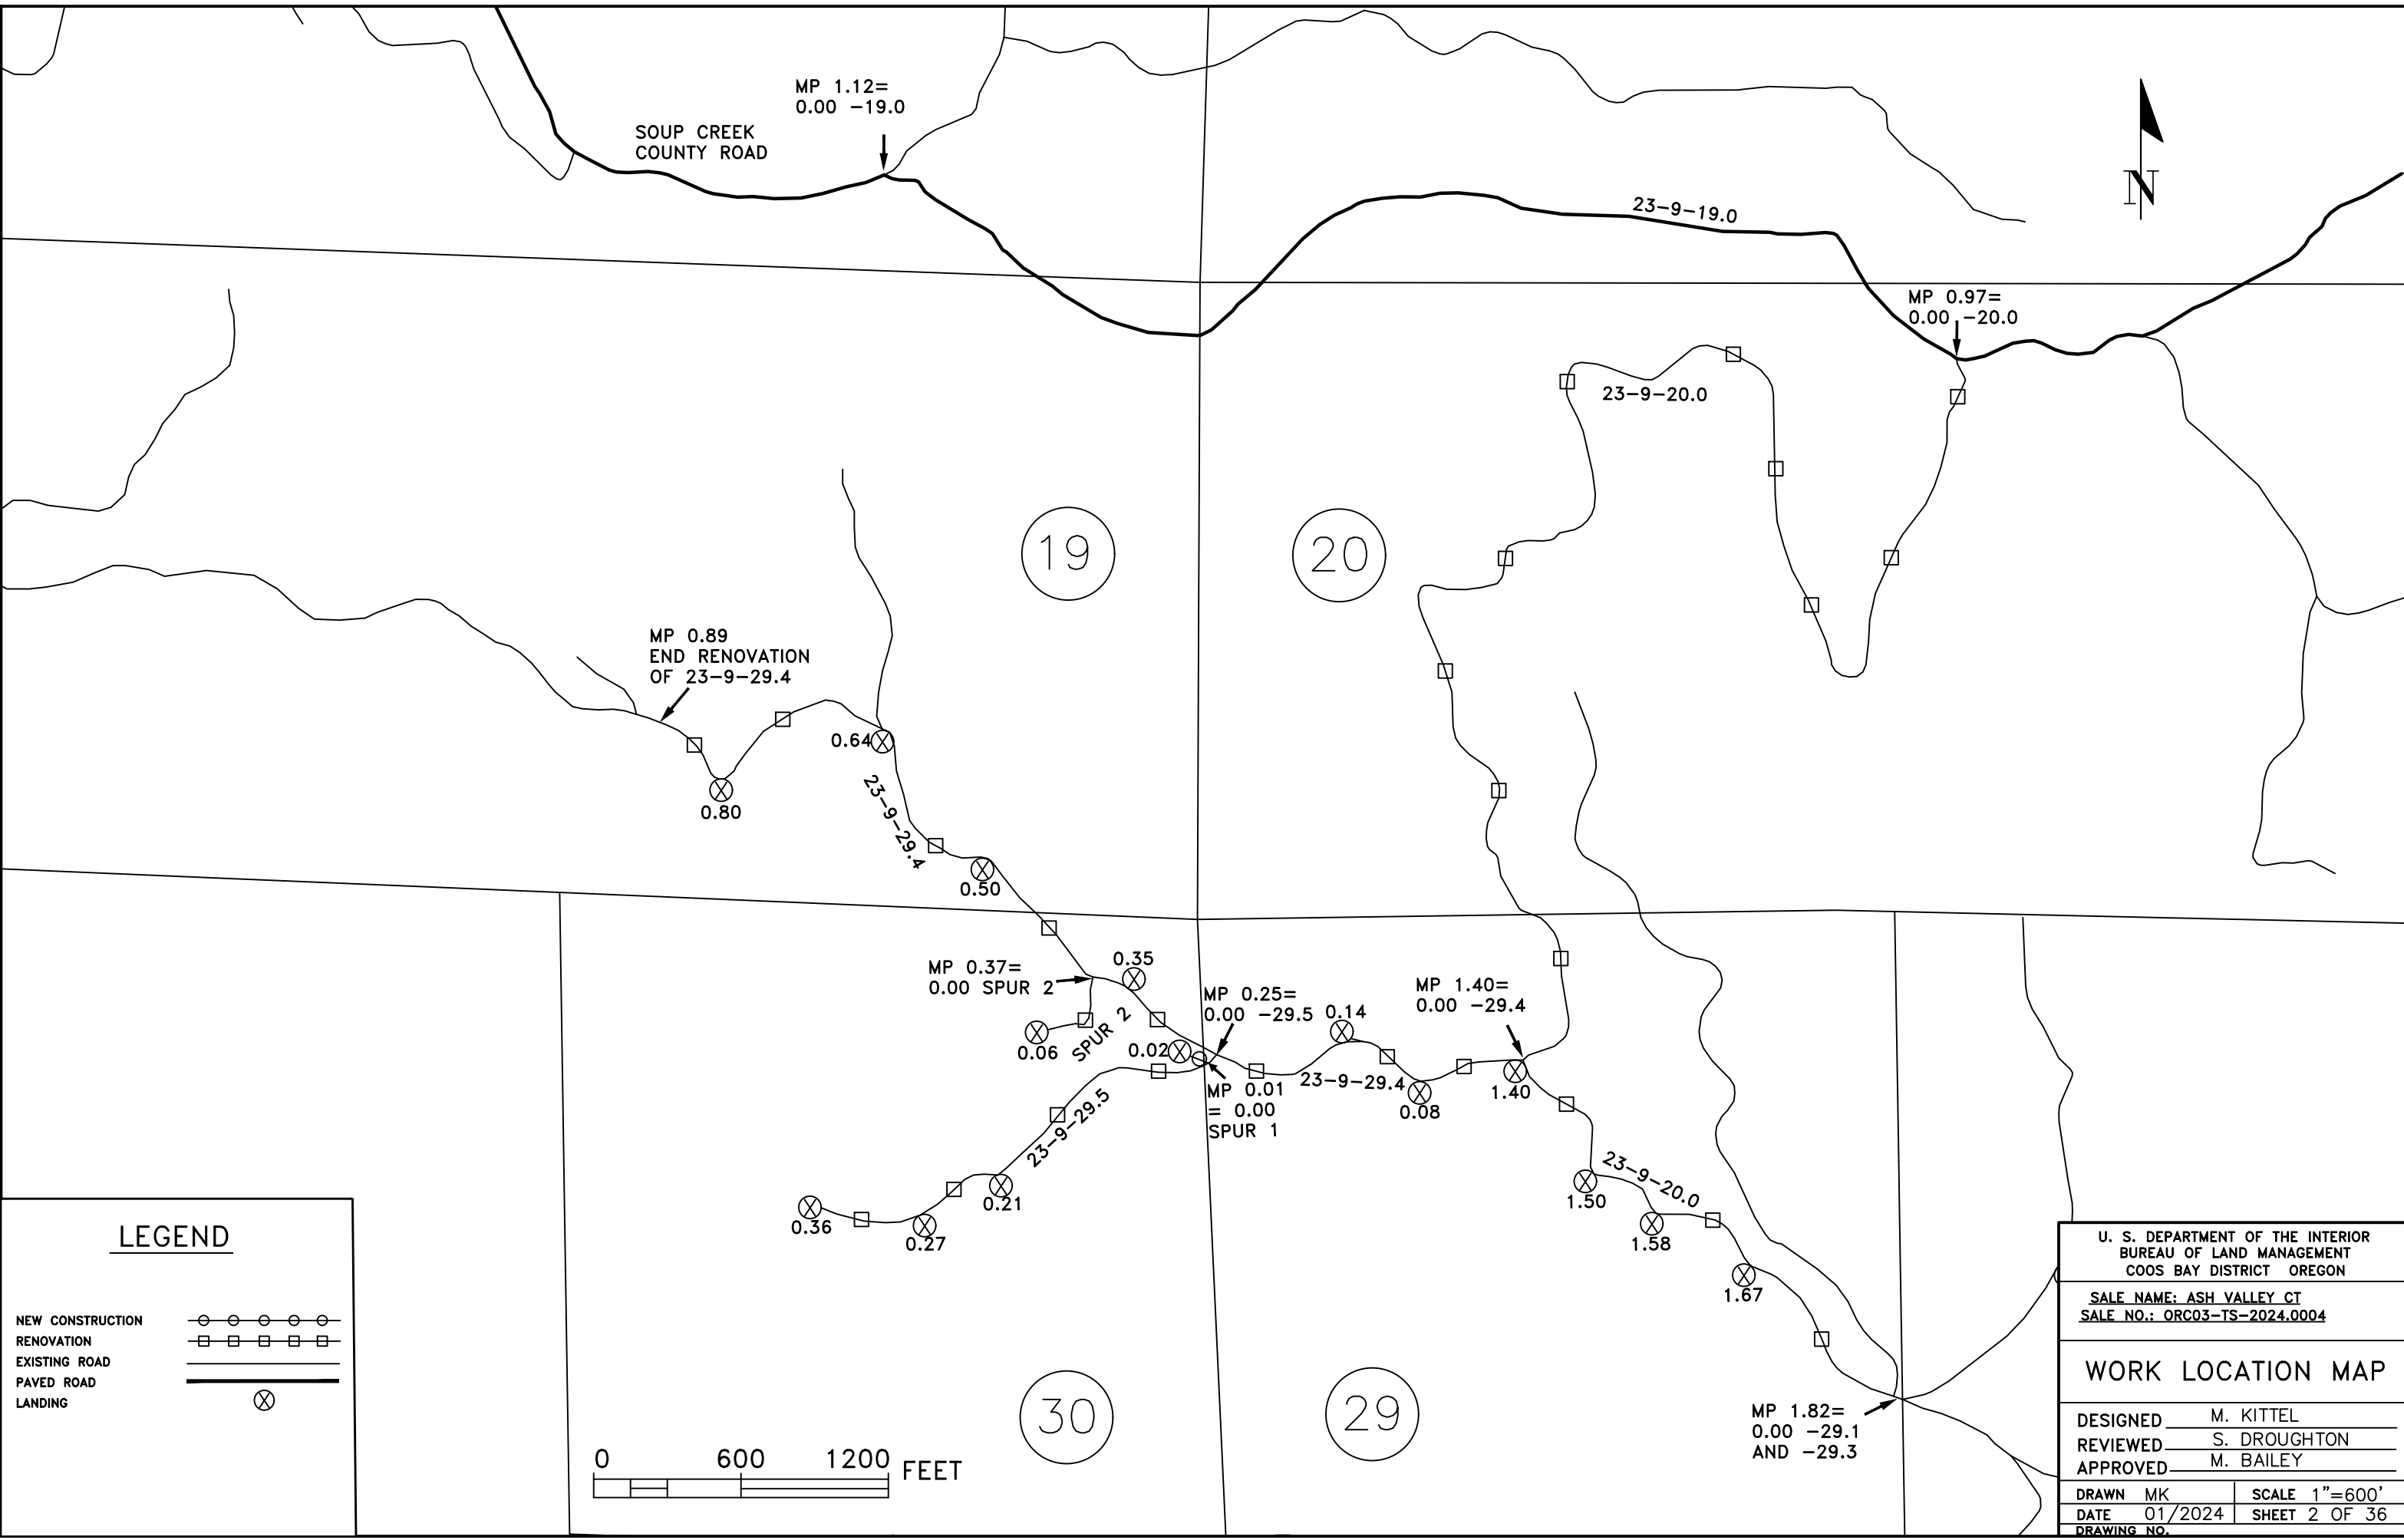 MP 1.12=
0.00 -19.0
SOUP CREEK
COUNTY ROAD
23-9-19.0
N
MP 0.97=
0.00 -20.0
23-9-20.0
19
20
MP 0.89
END RENOVATION
OF 23-9-29.4
0.64
0.80
23-9-29.4
0.50
MP 0.37=
0.00 SPUR 2
0.35
MP 0.25=
0.00 -29.5
0.14
MP 1.40=
0.00 -29.4
0.06
SPUR 2
0.02
MP 0.01
= 0.00
SPUR 1
23-9-29.4
0.08
1.40
23-9-29.5
0.21
0.27
0.36
23-9-20.0
1.50
1.58
1.67
30
29
MP 1.82=
0.00 -29.1
AND -29.3
0 600 1200 FEET
LEGEND
NEW CONSTRUCTION
RENOVATION
EXISTING ROAD
PAVED ROAD
LANDING
U. S. DEPARTMENT OF THE INTERIOR
BUREAU OF LAND MANAGEMENT
COOS BAY DISTRICT OREGON
SALE NAME: ASH VALLEY CT
SALE NO.: ORC03-TS-2024.0004
WORK LOCATION MAP
DESIGNED M. KITTEL
REVIEWED S. DROUGHTON
APPROVED M. BAILEY
DRAWN MK SCALE 1"=600'
DATE 01/2024 SHEET 2 OF 36
DRAWING NO.